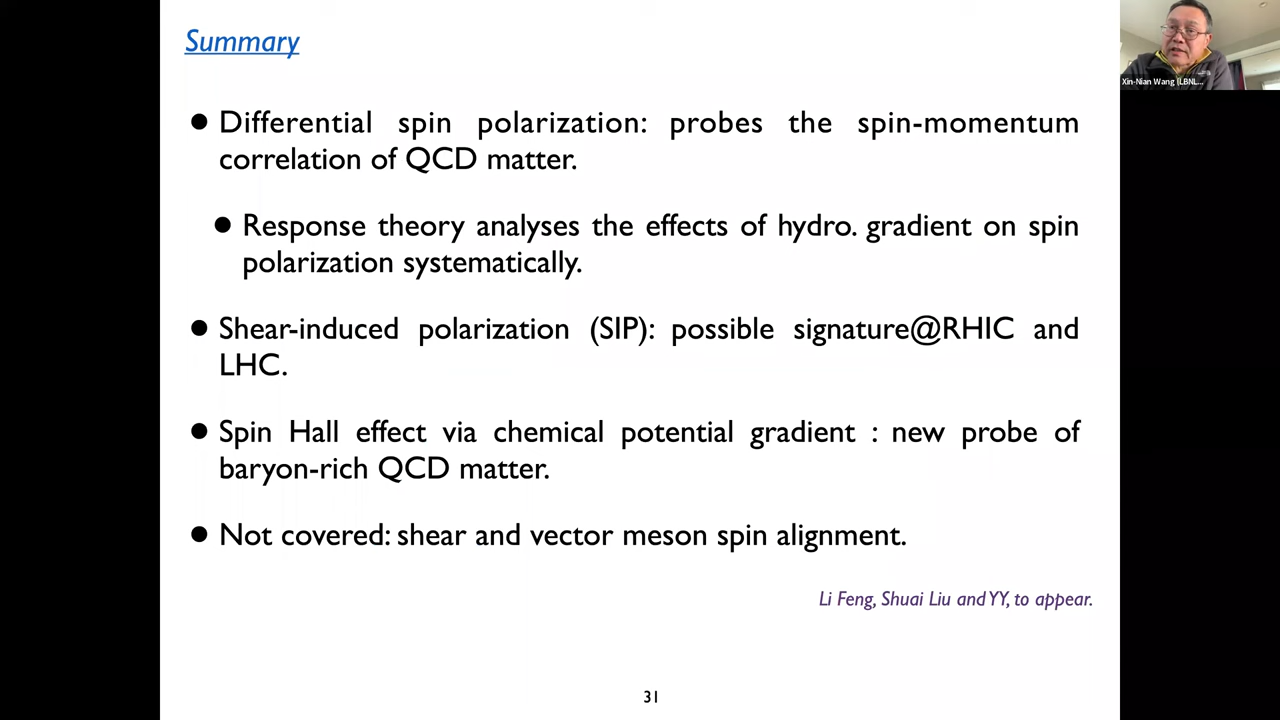 Summary
Xin-Nian Wang (LBNL...
● Differential spin polarization: probes the spin-momentum
correlation of QCD matter.
● Response theory analyses the effects of hydro. gradient on spin
polarization systematically.
● Shear-induced polarization (SIP): possible signature@RHIC and
LHC.
● Spin Hall effect via chemical potential gradient : new probe of
baryon-rich QCD matter.
● Not covered: shear and vector meson spin alignment.
Li Feng, Shuai Liu and YY, to appear.
31